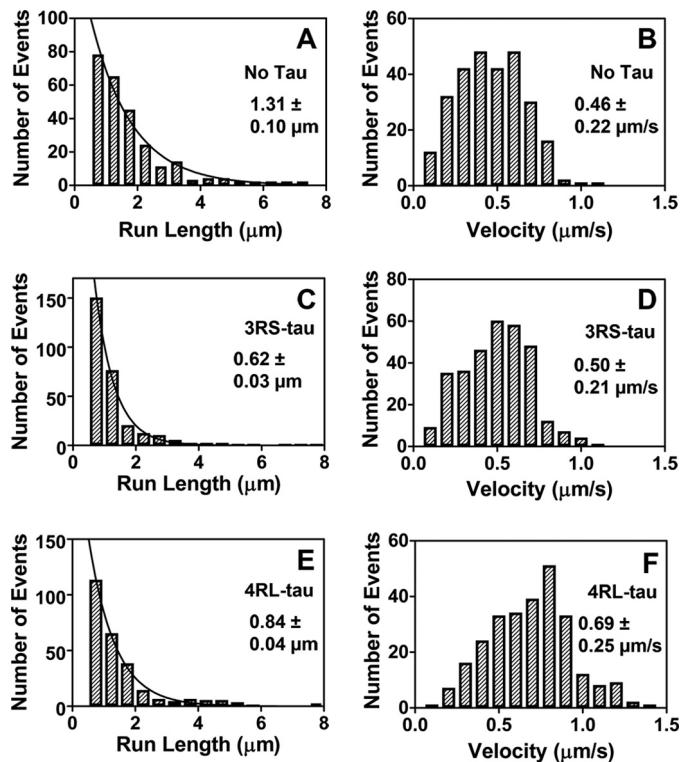 A
No Tau
1.31 ±
0.10 μm
Number of Events
100
80
60
40
20
0
0 2 4 6 8
Run Length (μm)
B
No Tau
0.46 ±
0.22 μm/s
Number of Events
60
40
20
0
0.0 0.5 1.0 1.5
Velocity (μm/s)
C
3RS-tau
0.62 ±
0.03 μm
Number of Events
150
100
50
0
0 2 4 6 8
Run Length (μm)
D
3RS-tau
0.50 ±
0.21 μm/s
Number of Events
80
60
40
20
0
0.0 0.5 1.0 1.5
Velocity (μm/s)
E
4RL-tau
0.84 ±
0.04 μm
Number of Events
150
100
50
0
0 2 4 6 8
Run Length (μm)
F
4RL-tau
0.69 ±
0.25 μm/s
Number of Events
60
40
20
0
0.0 0.5 1.0 1.5
Velocity (μm/s)